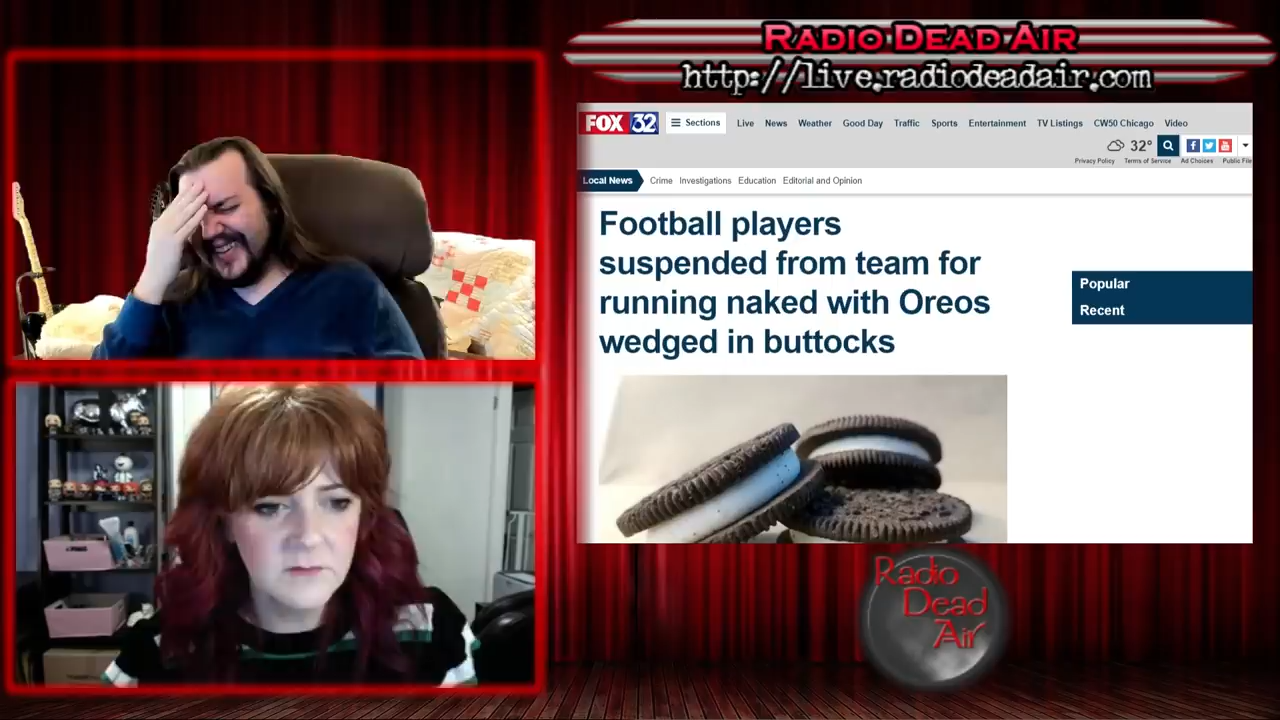 RADIO DEAD AIR
http://live.radiodeadair.com
FOX 32
Sections Live News Weather Good Day Traffic Sports Entertainment TV Listings CW50 Chicago Video
32°
Privacy Policy Terms of Service Ad Choices Public File
Local News Crime Investigations Education Editorial and Opinion
Football players
suspended from team for
running naked with Oreos
wedged in buttocks
Popular
Recent
Radio
Dead
Air